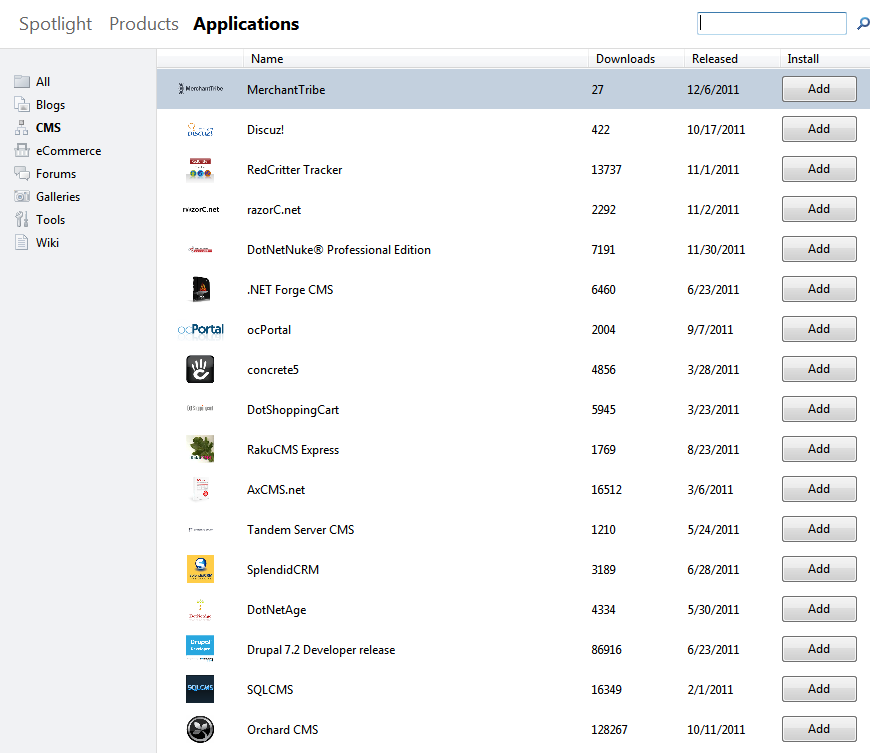 Spotlight Products Applications
Name Downloads Released Install
All
Blogs
CMS
eCommerce
Forums
Galleries
Tools
Wiki
MerchantTribe MerchantTribe 27 12/6/2011 Add
Discuz! Discuz! 422 10/17/2011 Add
RedCritter Tracker 13737 11/1/2011 Add
razorC.net razorC.net 2292 11/2/2011 Add
DotNetNuke® Professional Edition 7191 11/30/2011 Add
.NET Forge CMS 6460 6/23/2011 Add
ocPortal ocPortal 2004 9/7/2011 Add
concrete5 4856 3/28/2011 Add
DotShoppingCart 5945 3/23/2011 Add
RakuCMS Express 1769 8/23/2011 Add
AxCMS.net 16512 3/6/2011 Add
Tandem Server CMS 1210 5/24/2011 Add
SplendidCRM 3189 6/28/2011 Add
DotNetAge 4334 5/30/2011 Add
Drupal Developer Drupal 7.2 Developer release 86916 6/23/2011 Add
SQLCMS SQLCMS 16349 2/1/2011 Add
Orchard CMS 128267 10/11/2011 Add